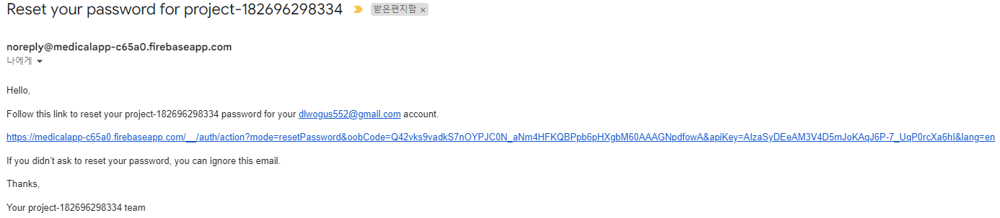 Reset your password for project-182696298334 받은편지함 ×
noreply@medicalapp-c65a0.firebaseapp.com
나에게
Hello,
Follow this link to reset your project-182696298334 password for your dlwogus552@gmail.com account.
https://medicalapp-c65a0.firebaseapp.com/__/auth/action?mode=resetPassword&oobCode=Q42vks9vadkS7nOYPJC0N_aNm4HFKQBPpb6pHXgbM60AAAGNpdfowA&apiKey=AIzaSyDEeAM3V4D5mJoKAqJ6P-7_UqP0rcXa6hI&lang=en
If you didn’t ask to reset your password, you can ignore this email.
Thanks,
Your project-182696298334 team